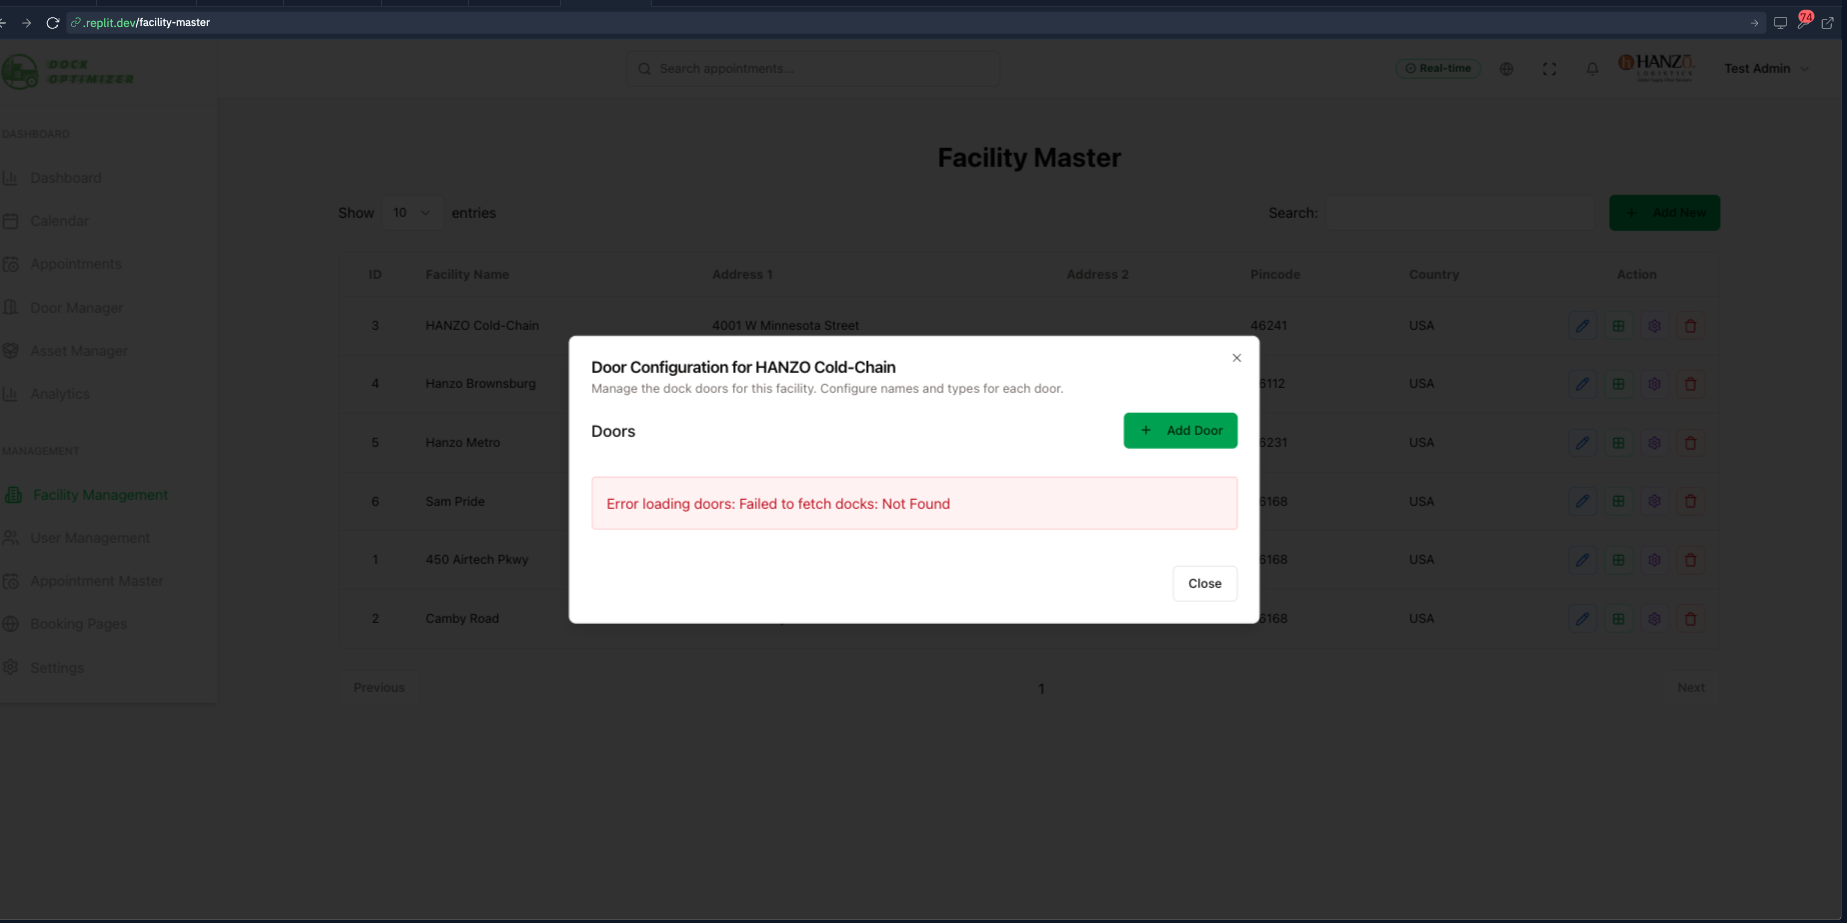 .replit.dev/facility-master
74
DOCK
OPTIMIZER
Search appointments...
Real-time
HANZO
LOGISTICS
Test Admin
DASHBOARD
Dashboard
Calendar
Appointments
Door Manager
Asset Manager
Analytics
MANAGEMENT
Facility Management
User Management
Appointment Master
Booking Pages
Settings
Facility Master
Show 10 entries
Search:
+ Add New
ID Facility Name Address 1 Address 2 Pincode Country Action
3 HANZO Cold-Chain 4001 W Minnesota Street 46241 USA
4 Hanzo Brownsburg 6112 USA
5 Hanzo Metro 6231 USA
6 Sam Pride 6168 USA
1 450 Airtech Pkwy 6168 USA
2 Camby Road 6168 USA
Previous 1 Next
Door Configuration for HANZO Cold-Chain
Manage the dock doors for this facility. Configure names and types for each door.
Doors
+ Add Door
Error loading doors: Failed to fetch docks: Not Found
Close